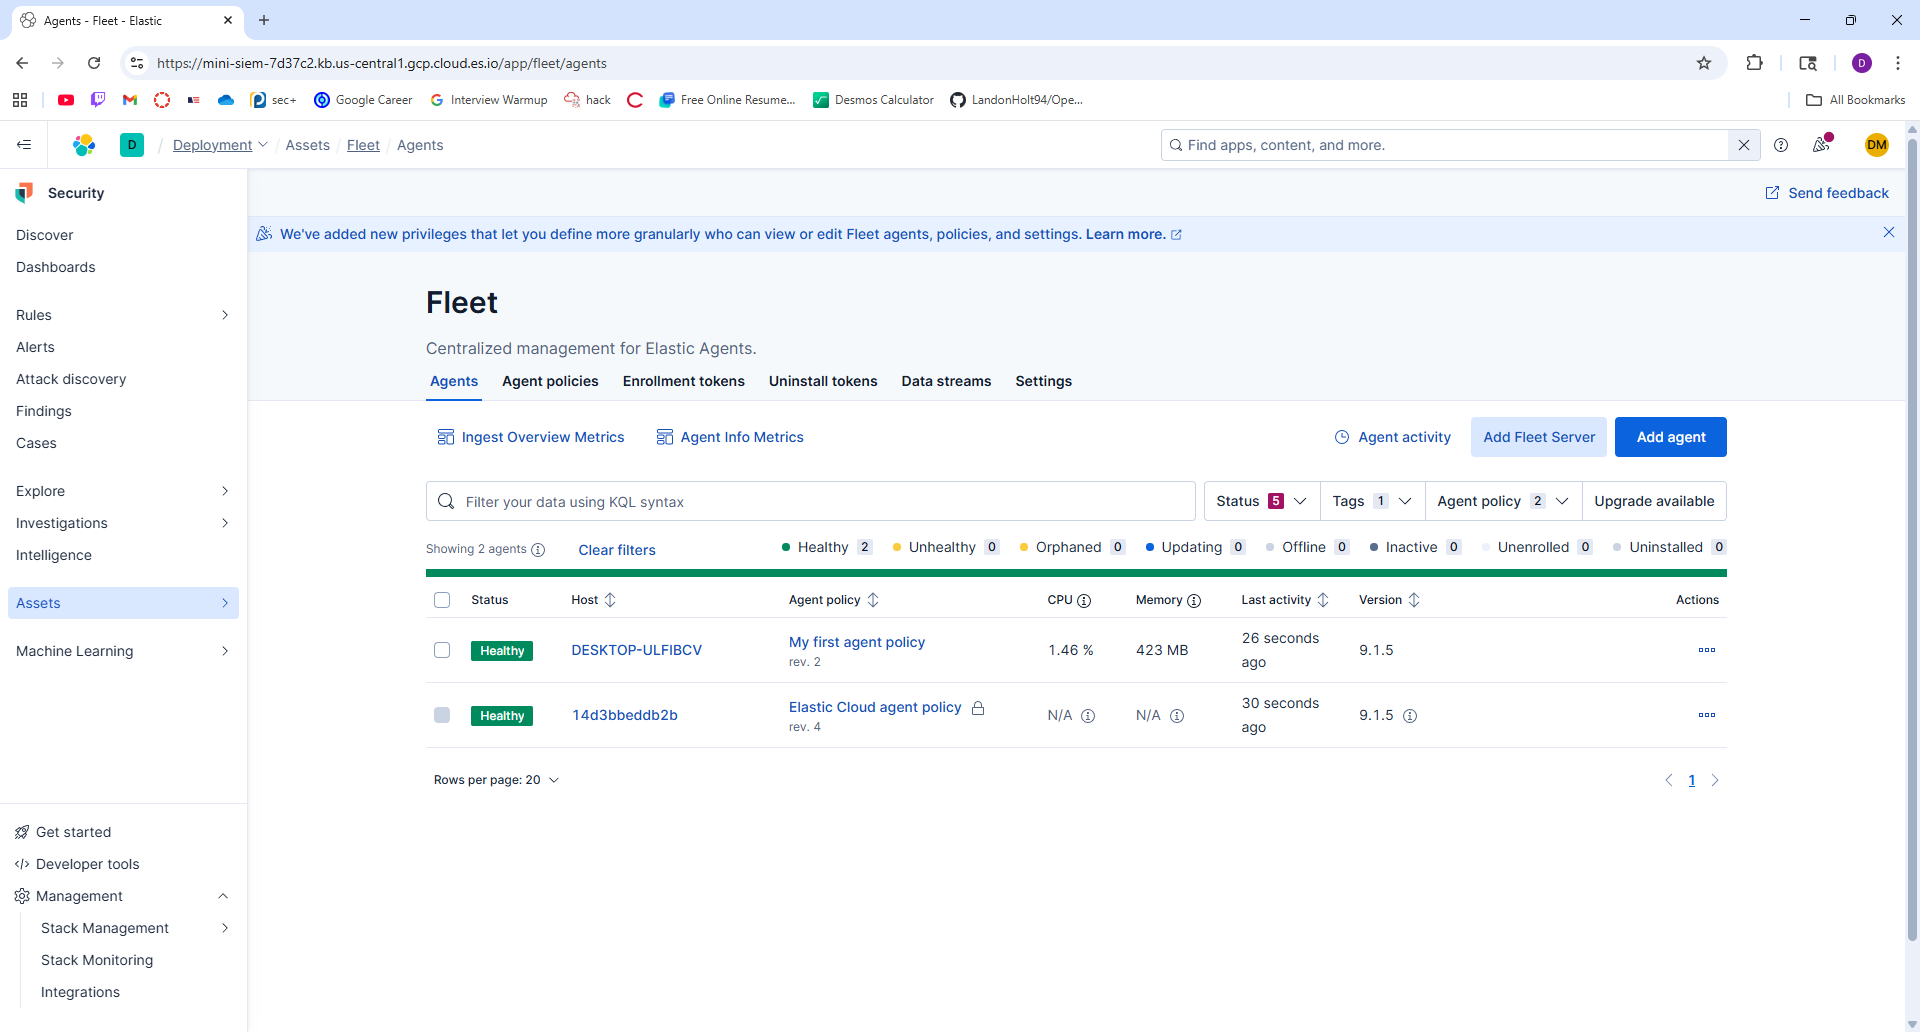 Agents - Fleet - Elastic
https://mini-siem-7d37c2.kb.us-central1.gcp.cloud.es.io/app/fleet/agents
D
sec+
Google Career
Interview Warmup
hack
Free Online Resume...
Desmos Calculator
LandonHolt94/Ope...
All Bookmarks
D
Deployment / Assets / Fleet / Agents
Find apps, content, and more.
DM
Security
Send feedback
Discover
We've added new privileges that let you define more granularly who can view or edit Fleet agents, policies, and settings. Learn more.
Dashboards
Rules
Alerts
Attack discovery
Findings
Cases
Explore
Investigations
Intelligence
Assets
Machine Learning
Get started
Developer tools
Management
Stack Management
Stack Monitoring
Integrations
Fleet
Centralized management for Elastic Agents.
Agents Agent policies Enrollment tokens Uninstall tokens Data streams Settings
Ingest Overview Metrics Agent Info Metrics Agent activity Add Fleet Server Add agent
Filter your data using KQL syntax Status 5 Tags 1 Agent policy 2 Upgrade available
Showing 2 agents Clear filters Healthy 2 Unhealthy 0 Orphaned 0 Updating 0 Offline 0 Inactive 0 Unenrolled 0 Uninstalled 0
Status Host Agent policy CPU Memory Last activity Version Actions
Healthy DESKTOP-ULFIBCV My first agent policy rev. 2 1.46 % 423 MB 26 seconds ago 9.1.5
Healthy 14d3bbeddb2b Elastic Cloud agent policy rev. 4 N/A N/A 30 seconds ago 9.1.5
Rows per page: 20 1